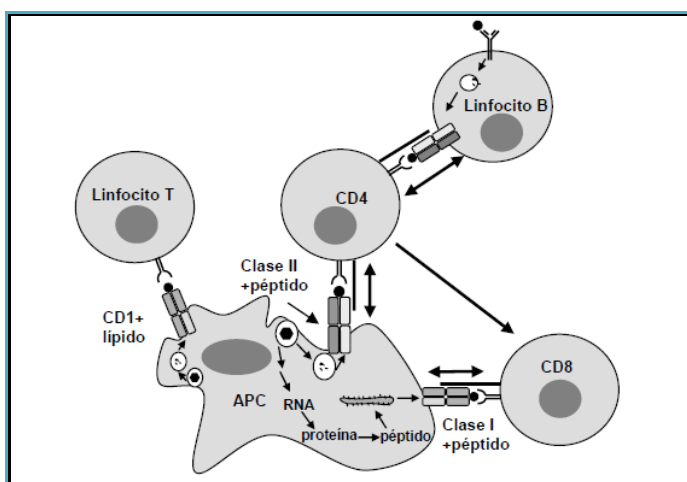 Linfocito B
Linfocito T
CD4
Clase II
+péptido
CD1+
lípido
CD8
APC
RNA
proteína
péptido
Clase I
+péptido